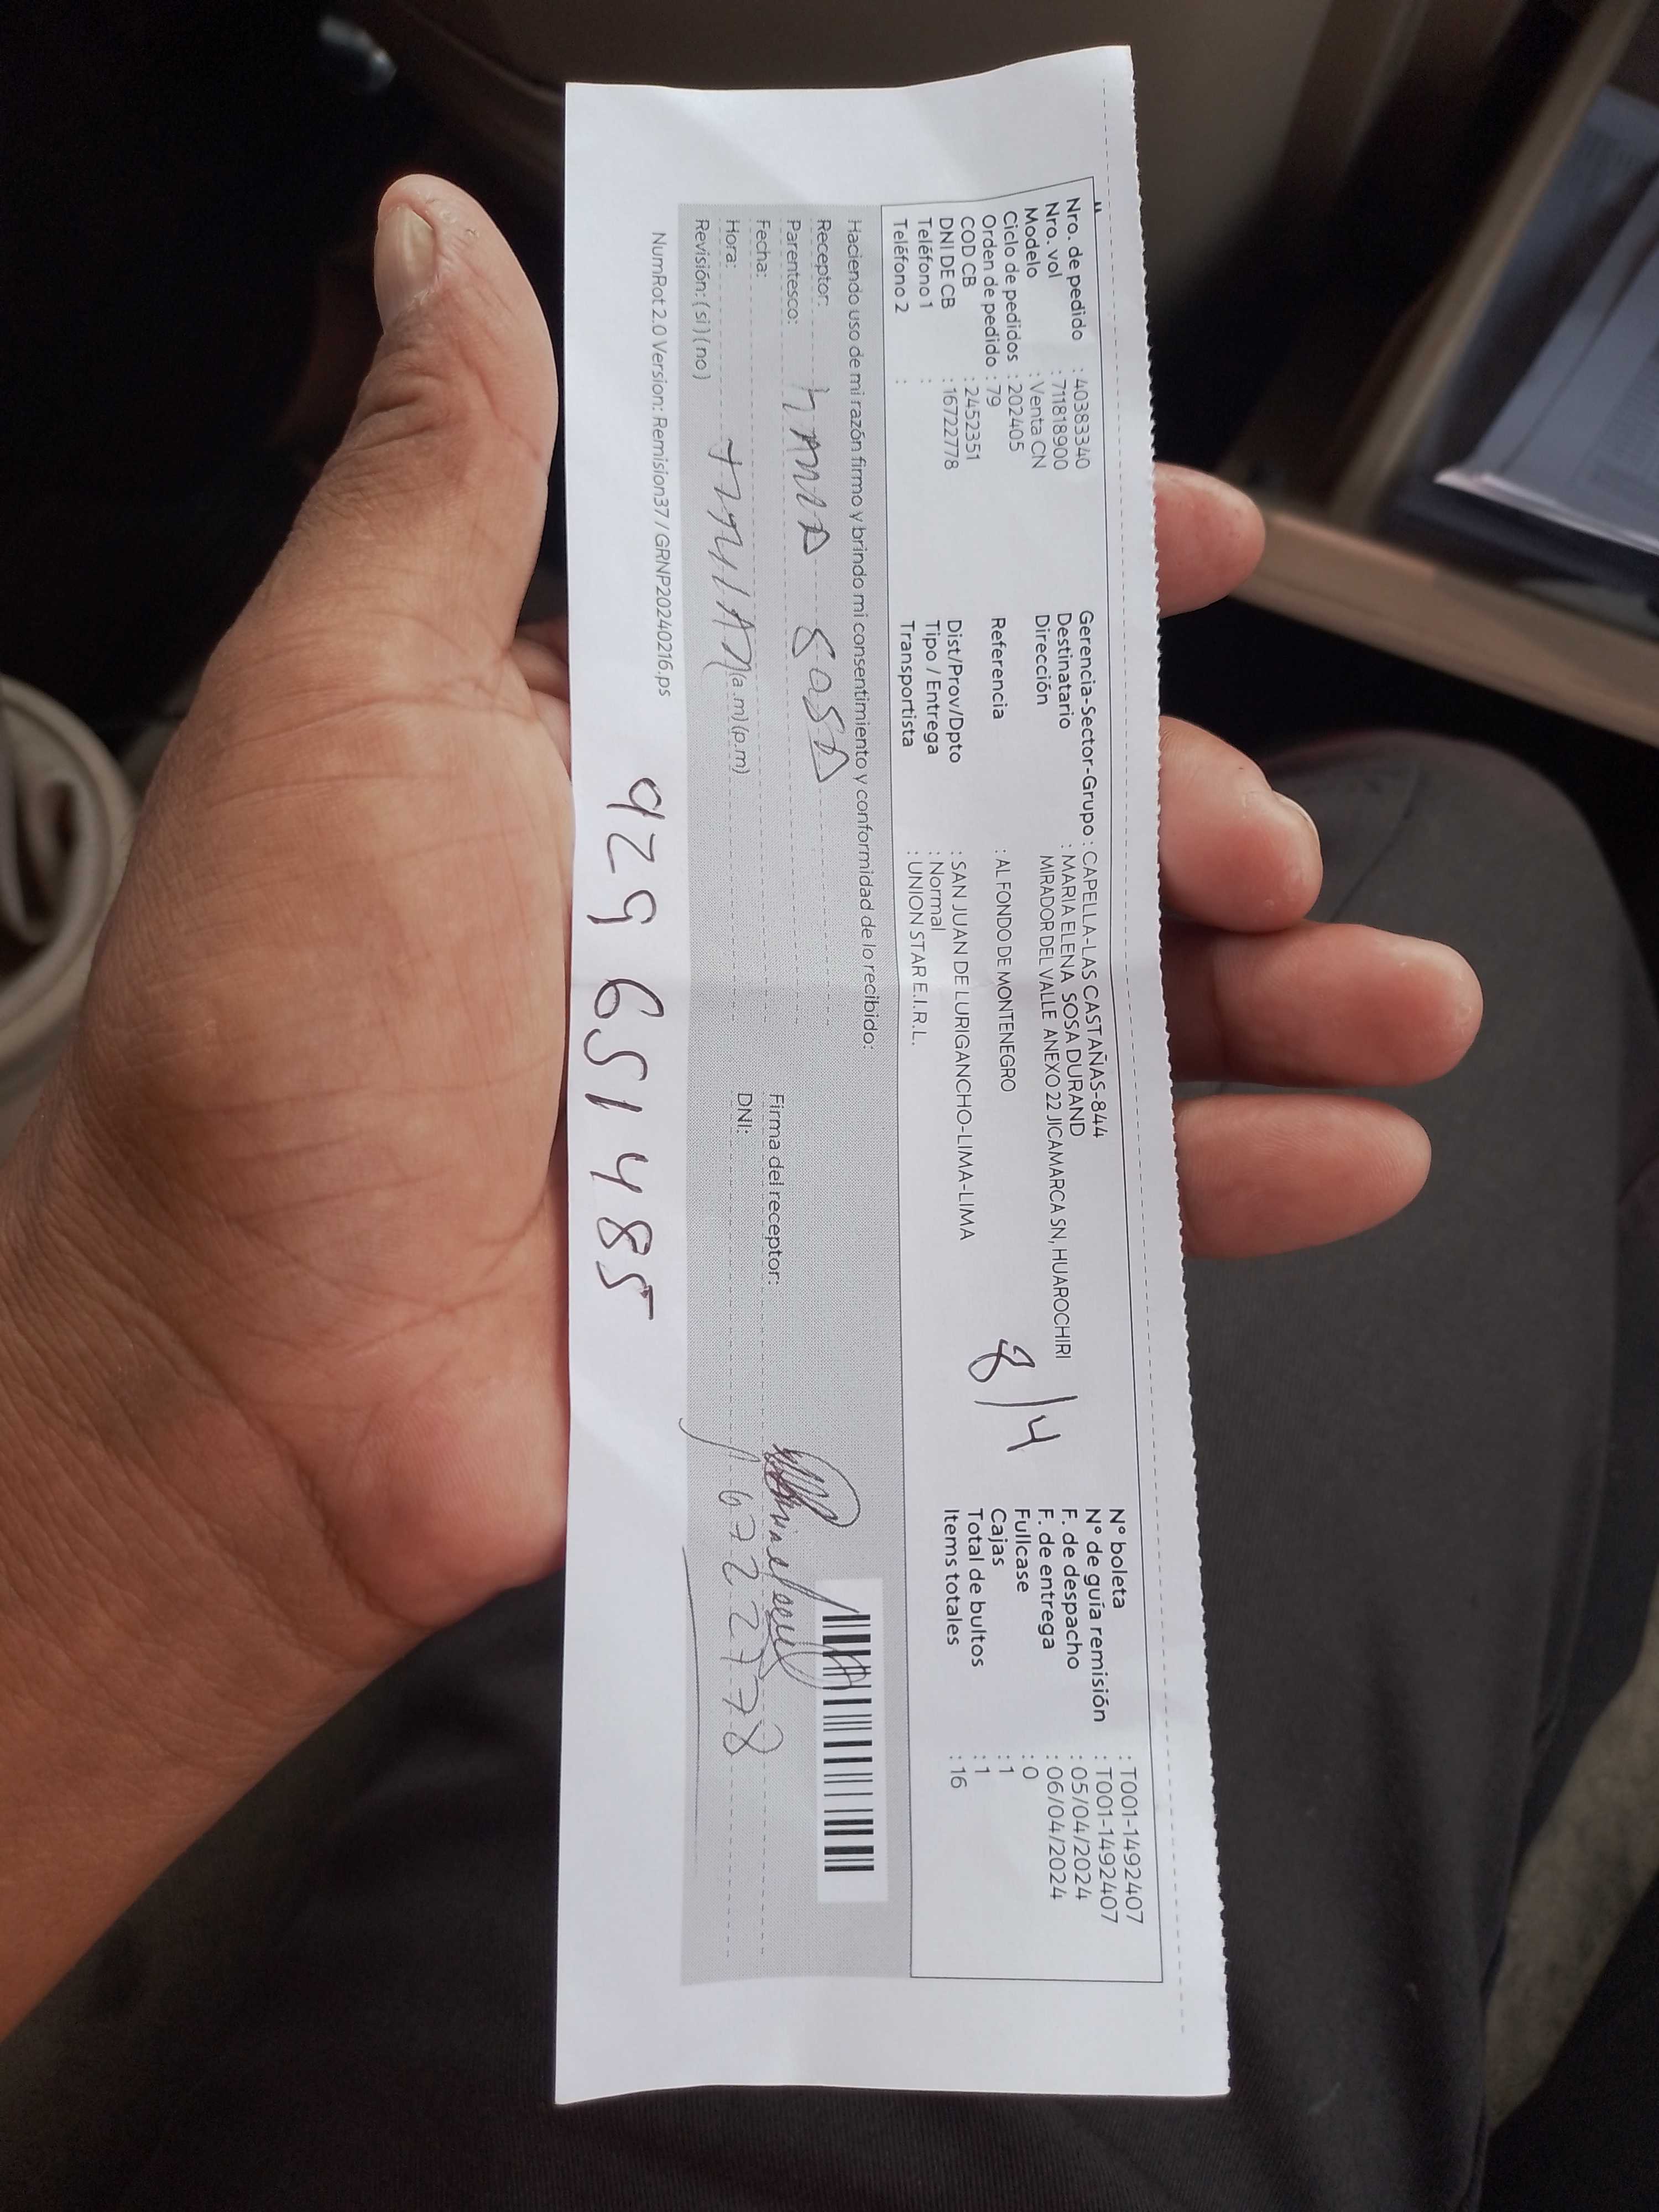 Nro. de pedido : 40383340
Nro. vol : 711818900
Modelo : Venta CN
Ciclo de pedidos : 202405
Orden de pedido : 79
COD CB : 2452351
DNI DE CB : 16722778
Teléfono 1 :
Teléfono 2 :
Gerencia-Sector-Grupo : CAPELLA-LAS CASTAÑAS-844
Destinatario : MARIA ELENA SOSA DURAND
Dirección MIRADOR DEL VALLE ANEXO 22 JICAMARCA SN, HUAROCHIRI
Referencia : AL FONDO DE MONTENEGRO
Dist/Prov/Dpto : SAN JUAN DE LURIGANCHO-LIMA-LIMA
Tipo / Entrega : Normal
Transportista : UNION STAR E.I.R.L.
8/4
N° boleta : T001-1492407
N° de guía remisión : T001-1492407
F. de despacho : 05/04/2024
F. de entrega : 06/04/2024
Fullcase : 0
Cajas : 1
Total de bultos : 1
Items totales : 16
Haciendo uso de mi razón firmo y brindo mi consentimiento y conformidad de lo recibido:
Receptor: SOSA
Parentesco:
Fecha:
Hora: (a.m) (p.m)
Revisión: ( si ) ( no )
Firma del receptor:
DNI: 16722778
NumRot 2.0 Version: Remision37 / GRNP20240216.ps
929 651485